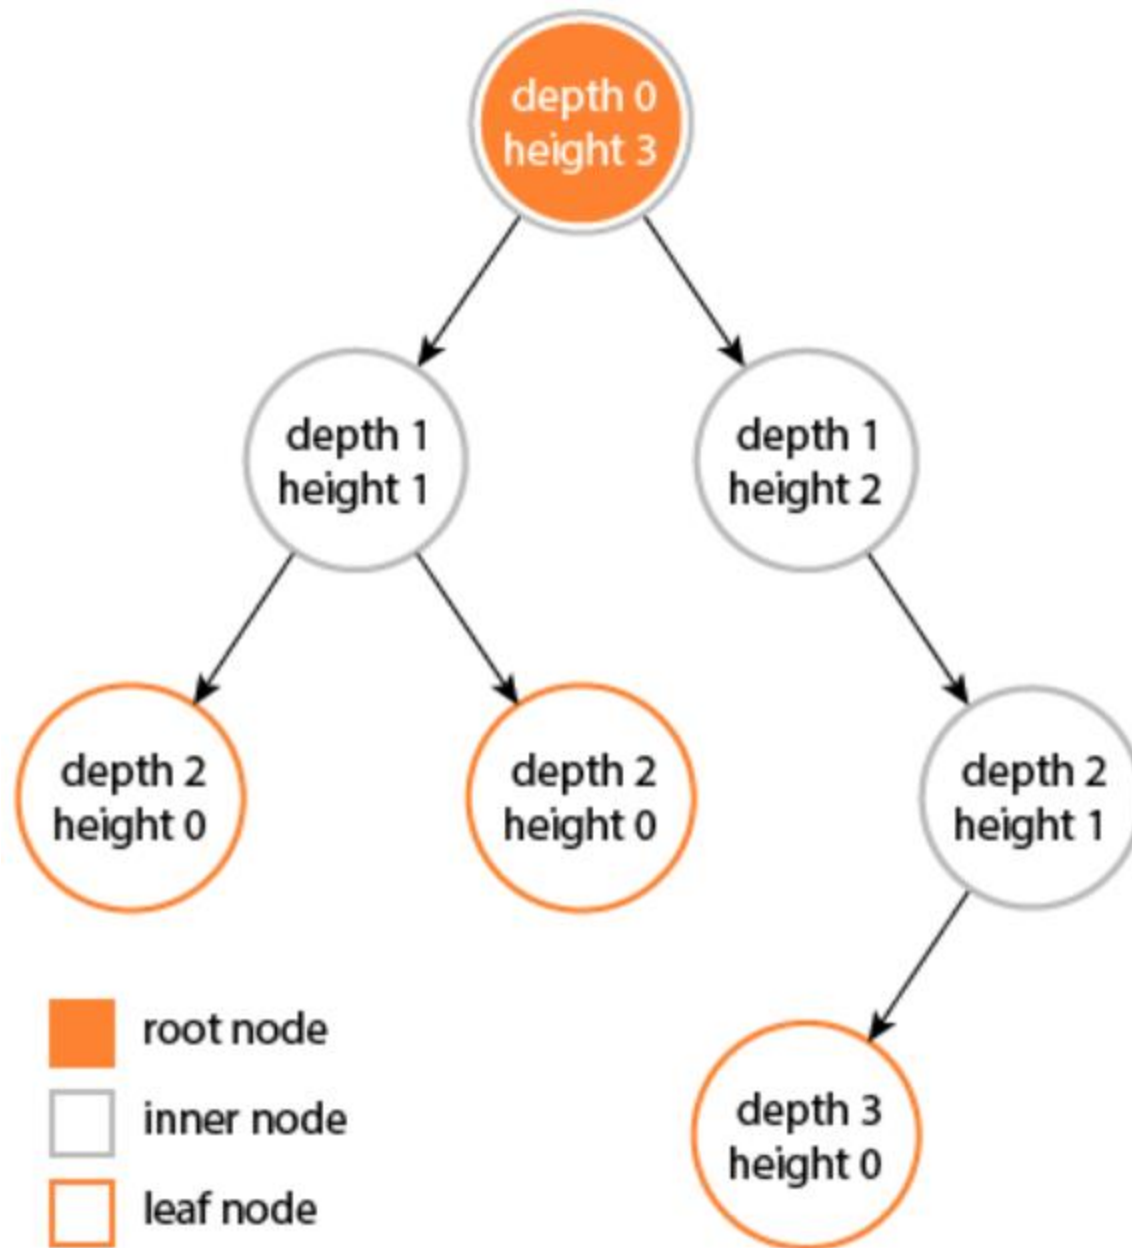 depth 0
height 3
depth 1
height 1
depth 1
height 2
depth 2
height 0
depth 2
height 0
depth 2
height 1
depth 3
height 0
root node
inner node
leaf node